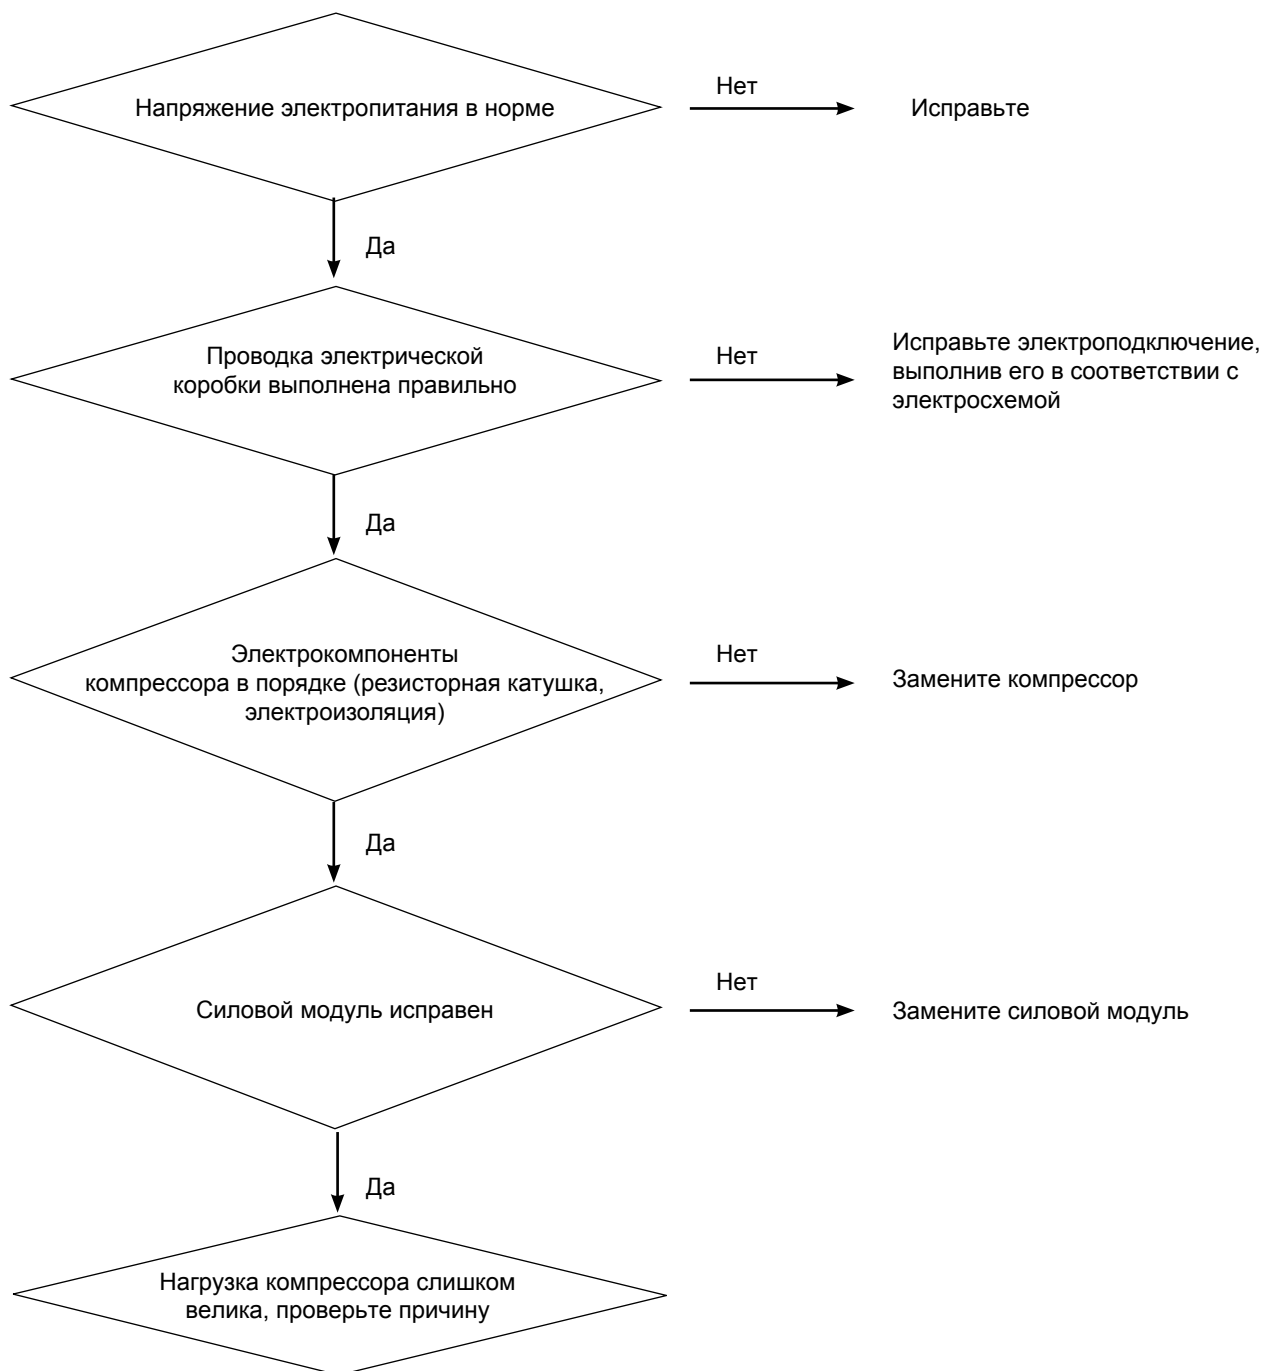 Напряжение электропитания в норме
Нет
Исправьте
Да
Проводка электрической
коробки выполнена правильно
Нет
Исправьте электроподключение,
выполнив его в соответствии с
электросхемой
Да
Электрокомпоненты
компрессора в порядке (резисторная катушка,
электроизоляция)
Нет
Замените компрессор
Да
Силовой модуль исправен
Нет
Замените силовой модуль
Да
Нагрузка компрессора слишком
велика, проверьте причину